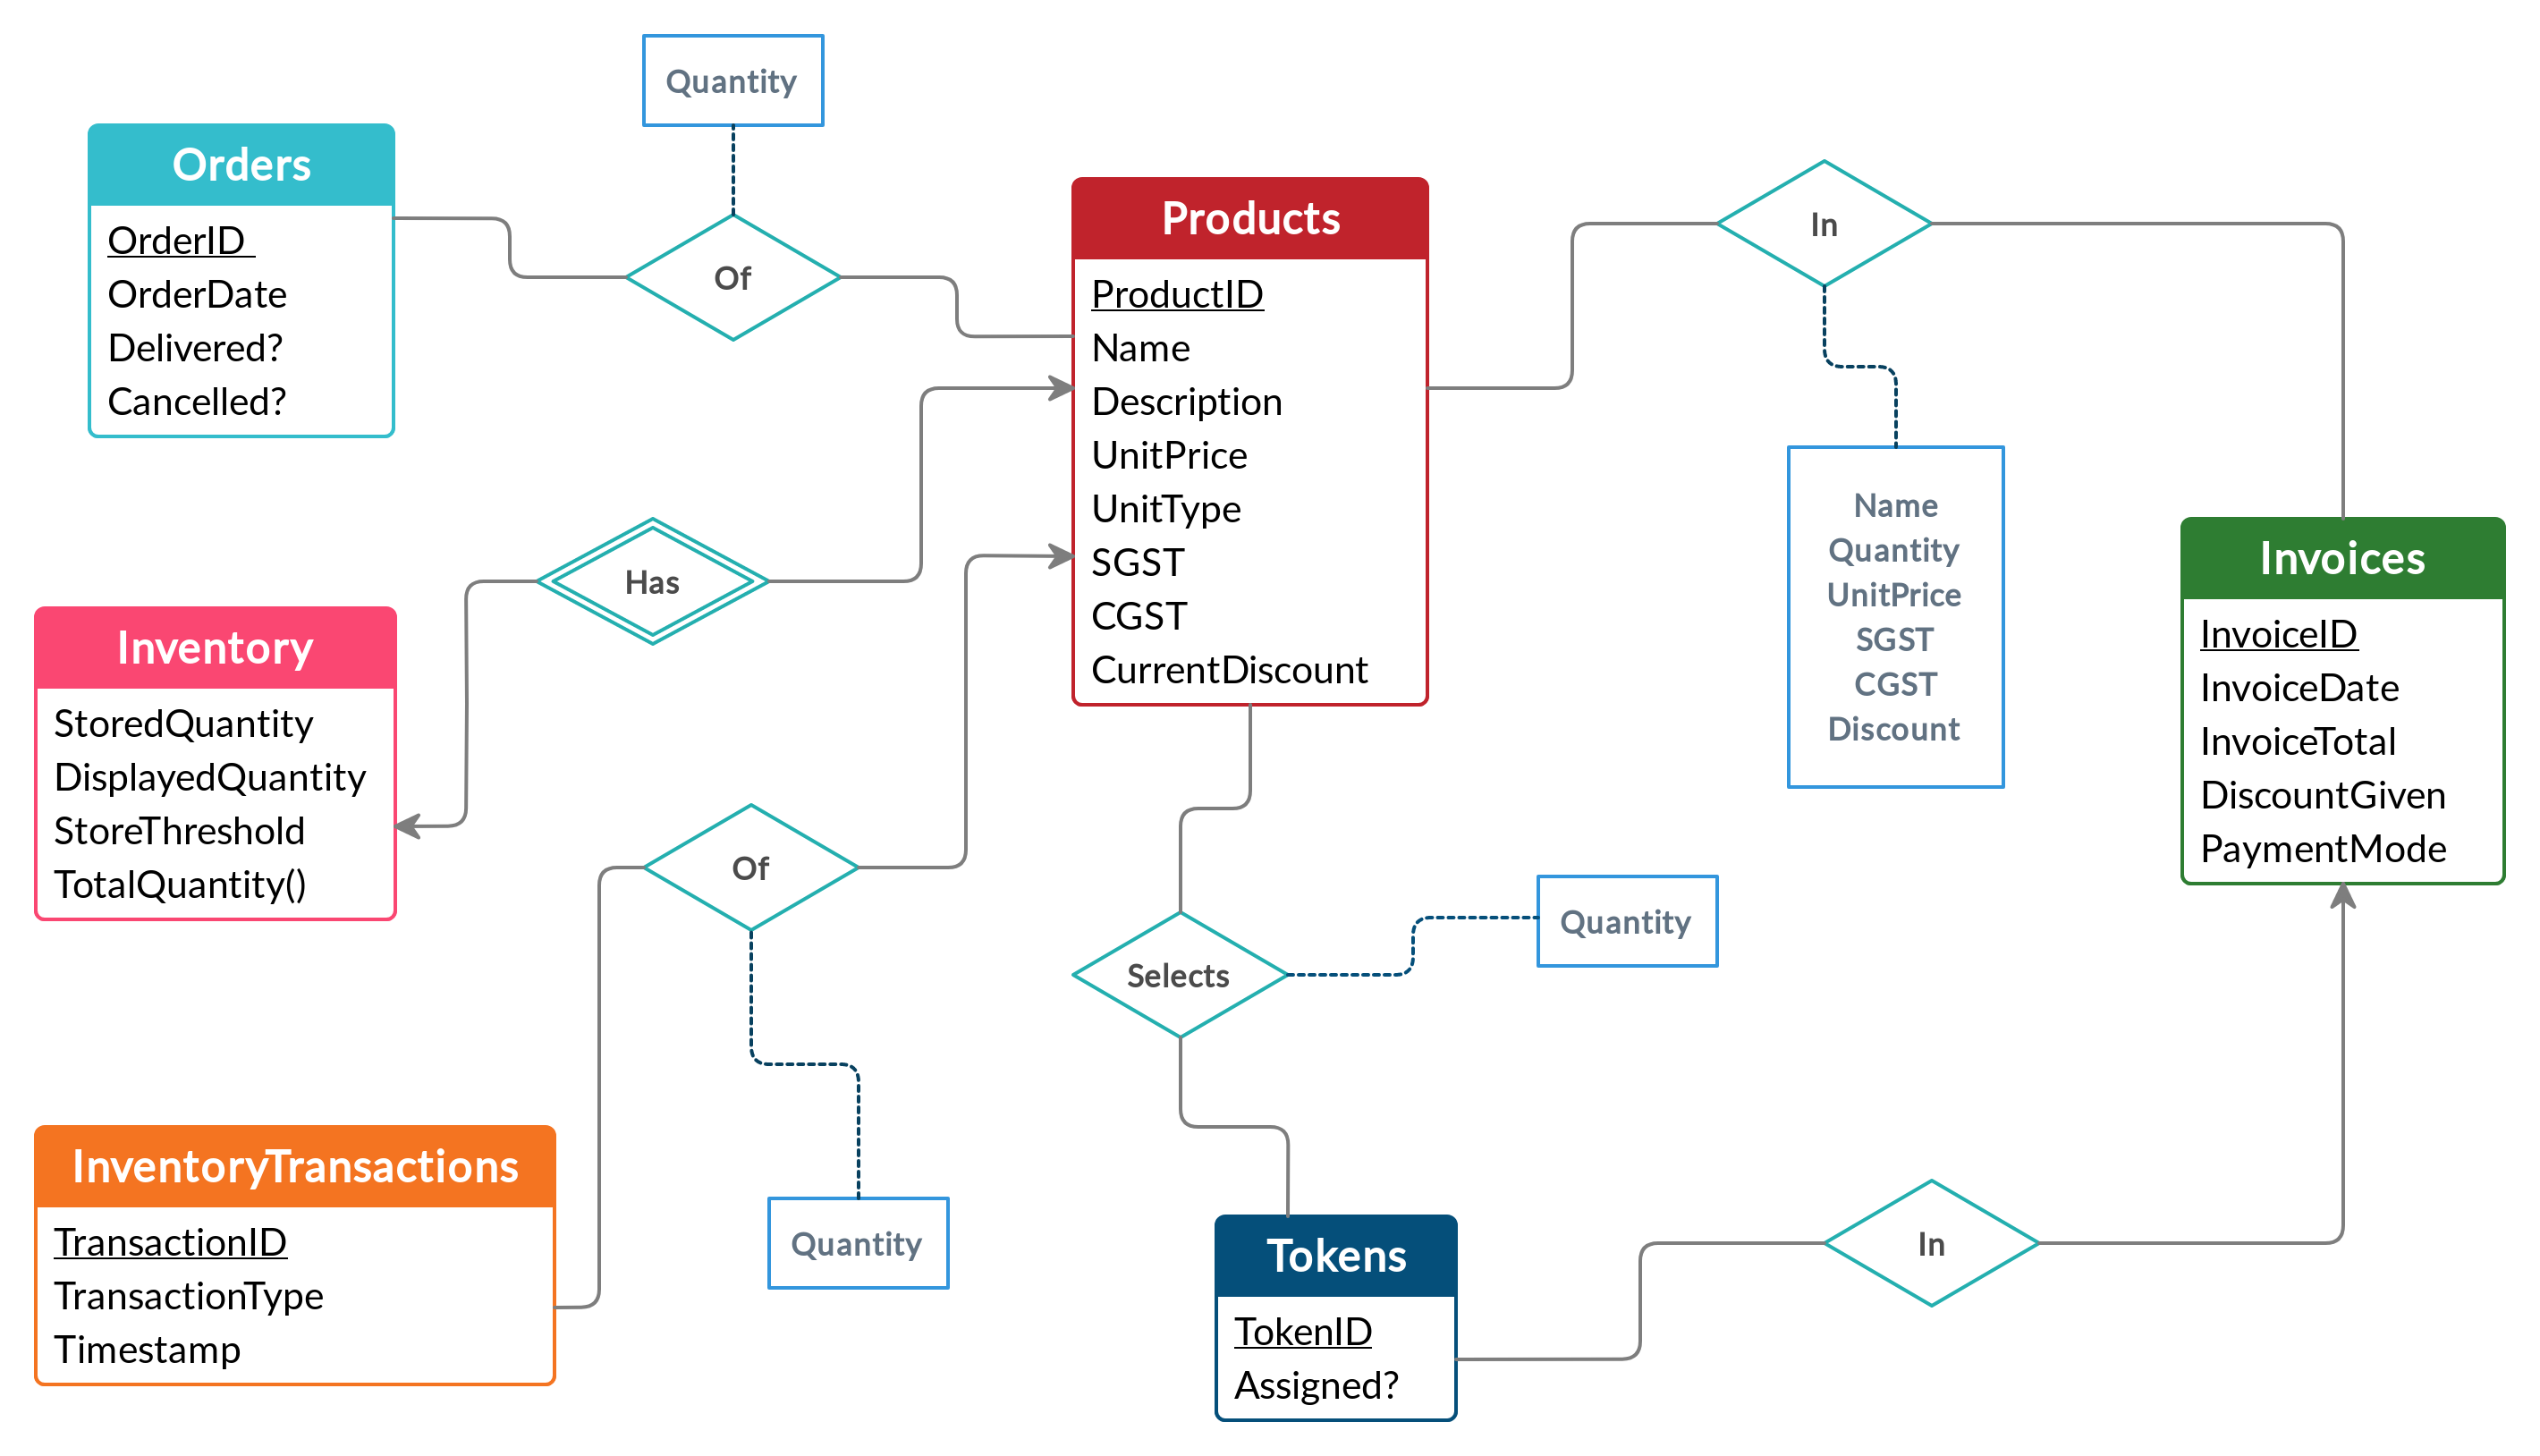 Quantity
Orders
OrderID
OrderDate
Delivered?
Cancelled?
Of
Products
ProductID
Name
Description
UnitPrice
UnitType
SGST
CGST
CurrentDiscount
In
Name
Quantity
UnitPrice
SGST
CGST
Discount
Invoices
InvoiceID
InvoiceDate
InvoiceTotal
DiscountGiven
PaymentMode
Has
Inventory
StoredQuantity
DisplayedQuantity
StoreThreshold
TotalQuantity()
Of
Quantity
Selects
Quantity
InventoryTransactions
TransactionID
TransactionType
Timestamp
Tokens
TokenID
Assigned?
In